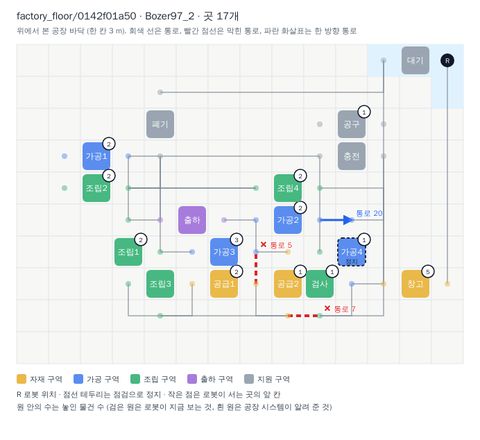 factory_floor/0142f01a50 · Bozer97_2 · 곳 17개
위에서 본 공장 바닥 (한 칸 3 m). 회색 선은 통로, 빨간 점선은 막힌 통로, 파란 화살표는 한 방향 통로
대기
R
폐기
공구
1
가공1
2
충전
조립2
2
조립4
2
출하
가공2
2
통로 20
조립1
2
가공3
3
✕ 통로 5
가공4
1
정지
조립3
공급1
2
공급2
1
검사
1
창고
5
✕ 통로 7
자재 구역
가공 구역
조립 구역
출하 구역
지원 구역
R 로봇 위치 · 점선 테두리는 점검으로 정지 · 작은 점은 로봇이 서는 곳의 앞 칸
원 안의 수는 놓인 물건 수 (검은 원은 로봇이 지금 보는 것, 흰 원은 공장 시스템이 알려 준 것)